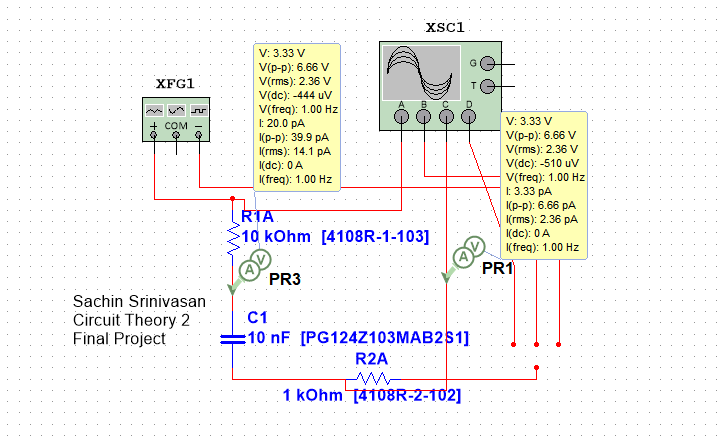 XSC1
G
T
A B C D
XFG1
+ COM −
V: 3.33 V
V(p-p): 6.66 V
V(rms): 2.36 V
V(dc): -444 uV
V(freq): 1.00 Hz
I: 20.0 pA
I(p-p): 39.9 pA
I(rms): 14.1 pA
I(dc): 0 A
I(freq): 1.00 Hz
V: 3.33 V
V(p-p): 6.66 V
V(rms): 2.36 V
V(dc): -510 uV
V(freq): 1.00 Hz
I: 3.33 pA
I(p-p): 6.66 pA
I(rms): 2.36 pA
I(dc): 0 A
I(freq): 1.00 Hz
R1A
10 kOhm [4108R-1-103]
A V
PR3
A V
PR1
Sachin Srinivasan
Circuit Theory 2
Final Project
C1
10 nF [PG124Z103MAB2S1]
R2A
1 kOhm [4108R-2-102]